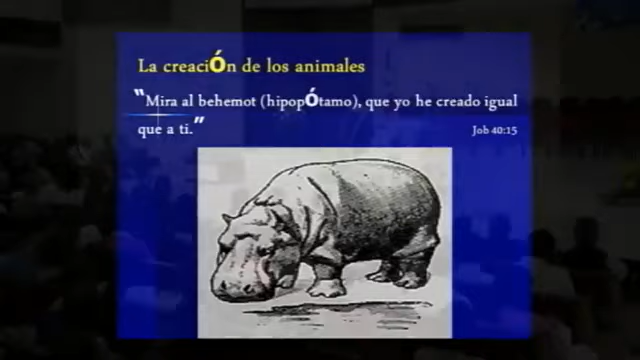 La creaciÓn de los animales
“Mira al behemot (hipopÓtamo), que yo he creado igual
que a ti.”
Job 40:15